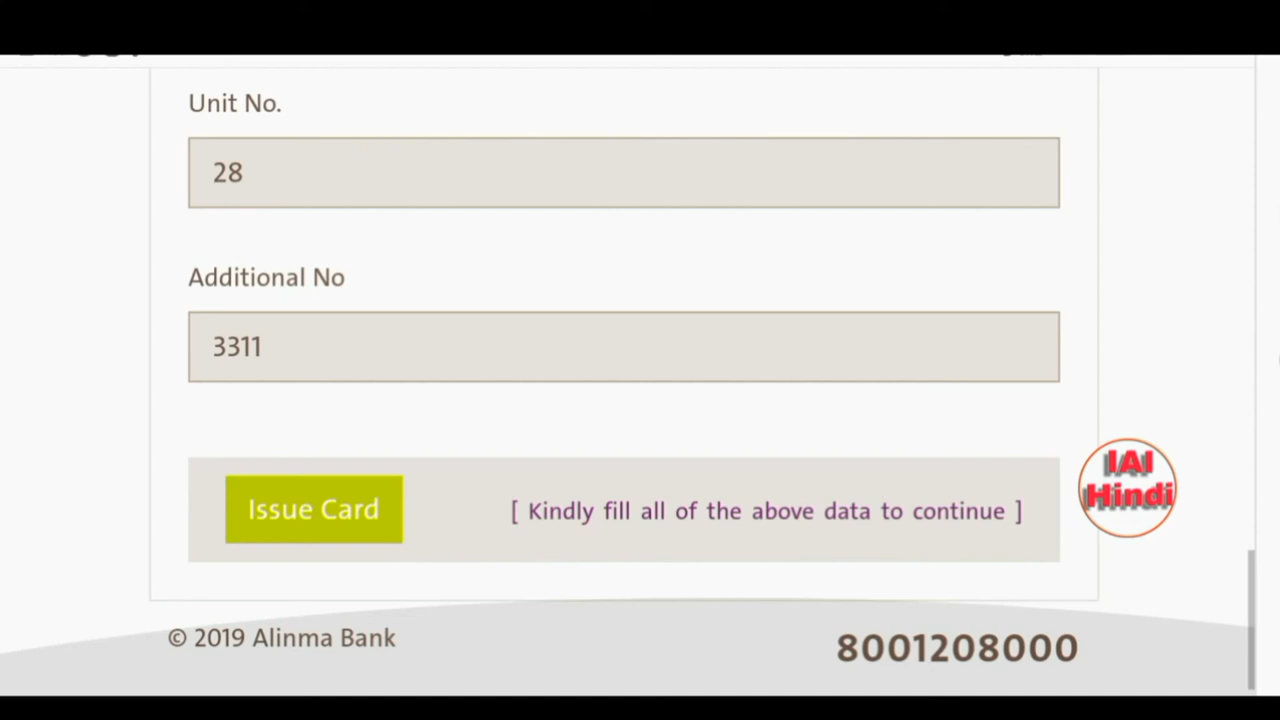 Unit No.
28
Additional No
3311
Issue Card
[ Kindly fill all of the above data to continue ]
IAI
Hindi
© 2019 Alinma Bank
8001208000